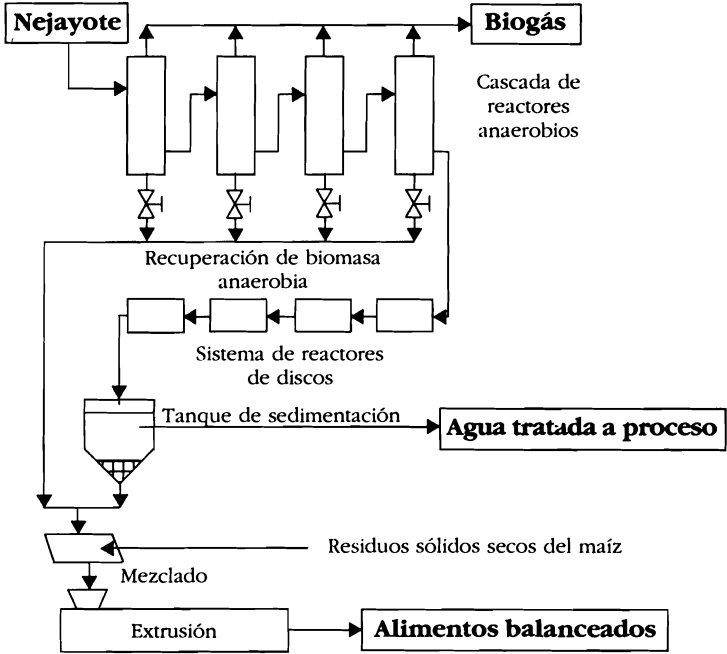 Nejayote
Biogás
Cascada de
reactores
anaerobios
Recuperación de biomasa
anaerobia
Sistema de reactores
de discos
Tanque de sedimentación
Agua tratada a proceso
Residuos sólidos secos del maíz
Mezclado
Extrusión
Alimentos balanceados